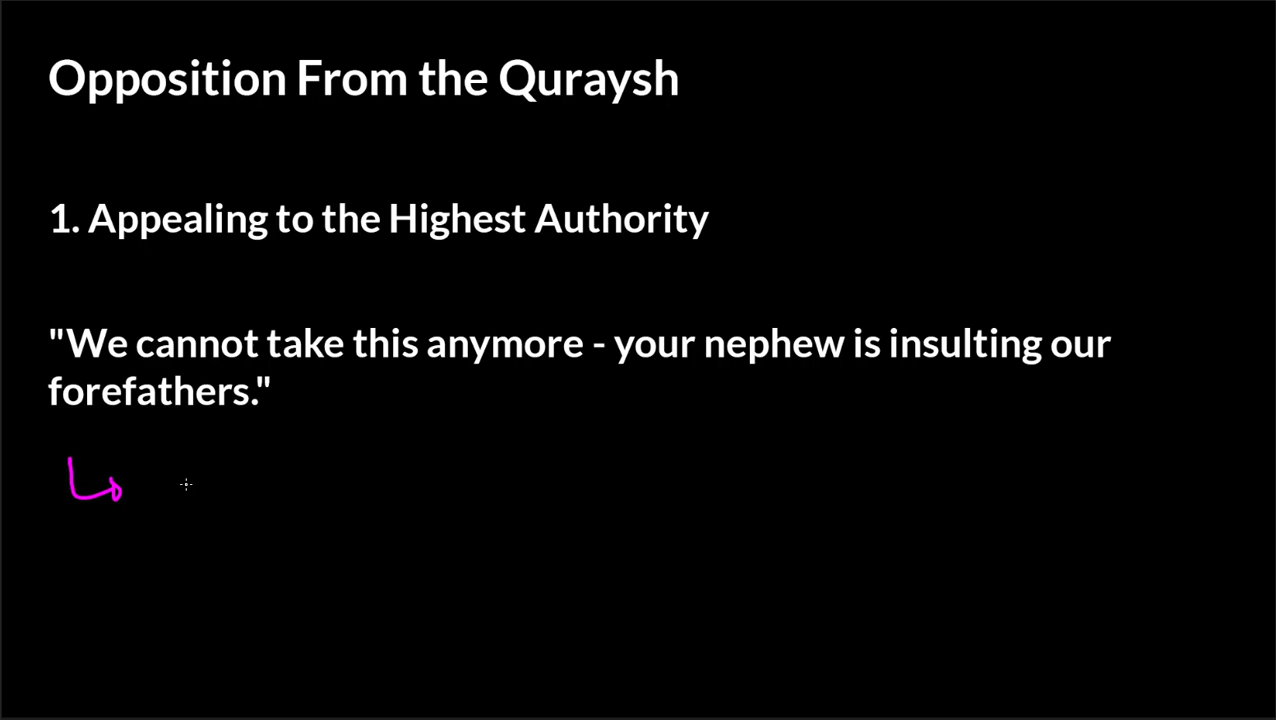 Opposition From the Quraysh
1. Appealing to the Highest Authority
"We cannot take this anymore - your nephew is insulting our
forefathers."